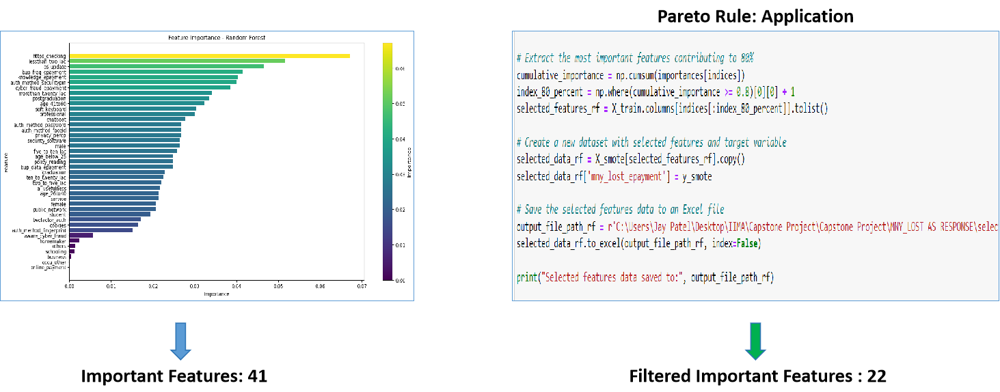 Pareto Rule: Application
Feature Importance - Random Forest
https_checking
lessthan_two_lac
os_update
bup_freq_epayment
knowledge_epayment
auth_method_securitypin
cyber_fraud_epayment
morethan_twenty_lac
postgraduation
age_41to60
soft_keyboard
professional
auth_method_password
auth_method_faceid
privacy_percp
security_software
male
five_to_ten_lac
age_below_25
policy_reading
bup_data_epayment
graduation
ten_to_twenty_lac
two_to_five_lac
ai_usefulness
age_26to40
service
female
public_network
student
twofactor_auth
cookies
auth_method_fingerprint
aware_cyber_fraud
homemaker
others
schooling
business
occu_other
online_payment
Feature
0.00 0.01 0.02 0.03 0.04 0.05 0.06 0.07
Importance
0.06
0.05
0.04
0.03
0.02
0.01
0.00
Importance
# Extract the most important features contributing to 80%
cumulative_importance = np.cumsum(importances[indices])
index_80_percent = np.where(cumulative_importance >= 0.8)[0][0] + 1
selected_features_rf = X_train.columns[indices[:index_80_percent]].tolist()
# Create a new dataset with selected features and target variable
selected_data_rf = X_smote[selected_features_rf].copy()
selected_data_rf['mny_lost_epayment'] = y_smote
# Save the selected features data to an Excel file
output_file_path_rf = r'C:\Users\Jay Patel\Desktop\IIMA\Capstone Project\Capstone Project\MNY_LOST AS RESPONSE\selec
selected_data_rf.to_excel(output_file_path_rf, index=False)
print("Selected features data saved to:", output_file_path_rf)
Important Features: 41
Filtered Important Features : 22